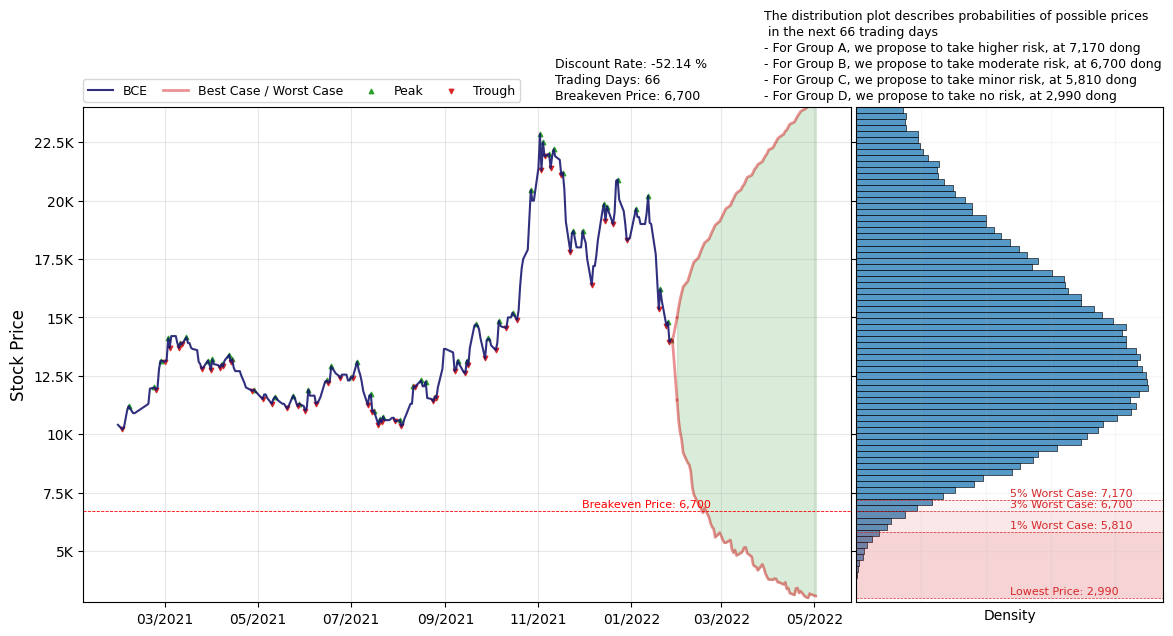 The distribution plot describes probabilities of possible prices
in the next 66 trading days
- For Group A, we propose to take higher risk, at 7,170 dong
- For Group B, we propose to take moderate risk, at 6,700 dong
- For Group C, we propose to take minor risk, at 5,810 dong
- For Group D, we propose to take no risk, at 2,990 dong
Discount Rate: -52.14 %
Trading Days: 66
Breakeven Price: 6,700
BCE
Best Case / Worst Case
Peak
Trough
Stock Price
22.5K
20K
17.5K
15K
12.5K
10K
7.5K
5K
Breakeven Price: 6,700
03/2021
05/2021
07/2021
09/2021
11/2021
01/2022
03/2022
05/2022
5% Worst Case: 7,170
3% Worst Case: 6,700
1% Worst Case: 5,810
Lowest Price: 2,990
Density